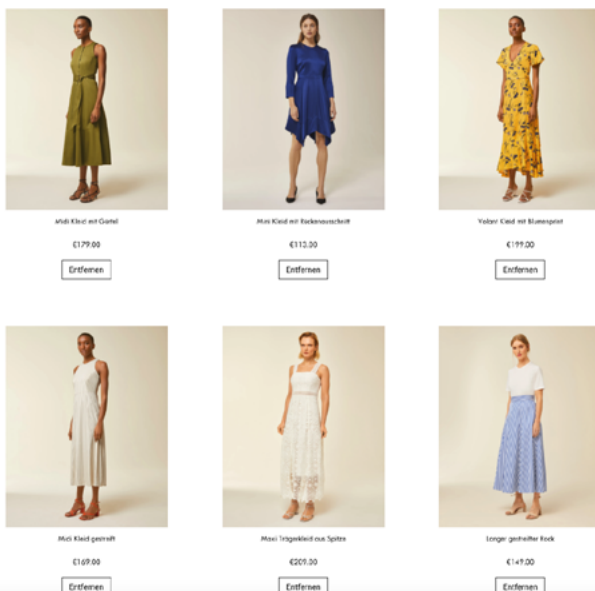 Midi Kleid mit Gürtel
Mini Kleid mit Rückenausschnitt
Volant Kleid mit Blumenprint
€179.00
€113.00
€199.00
Entfernen
Entfernen
Entfernen
Midi Kleid gestreift
Maxi Trägerkleid aus Spitze
Langer gestreifter Rock
€169.00
€209.00
€149.00
Entfernen
Entfernen
Entfernen